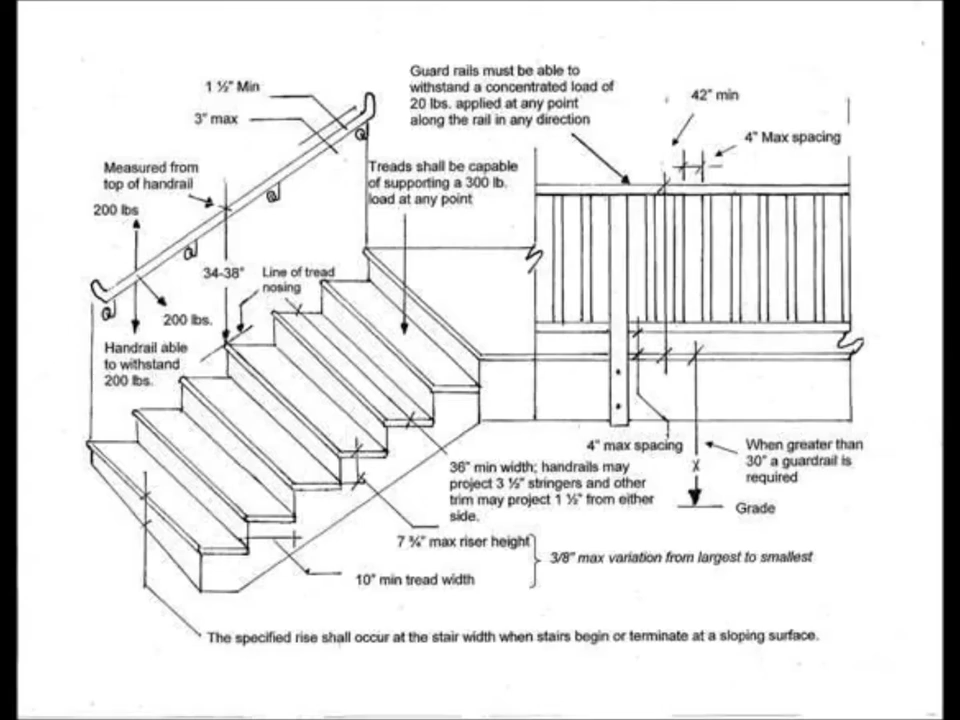 Guard rails must be able to
withstand a concentrated load of
20 lbs. applied at any point
along the rail in any direction
1 ½" Min
3" max
42" min
4" Max spacing
Measured from
top of handrail
200 lbs
Treads shall be capable
of supporting a 300 lb.
load at any point
34-38"
Line of tread
nosing
200 lbs.
Handrail able
to withstand
200 lbs.
4" max spacing
When greater than
30" a guardrail is
required
X
Grade
36" min width; handrails may
project 3 ½" stringers and other
trim may project 1 ½" from either
side.
7 ¾" max riser height
3/8" max variation from largest to smallest
10" min tread width
The specified rise shall occur at the stair width when stairs begin or terminate at a sloping surface.